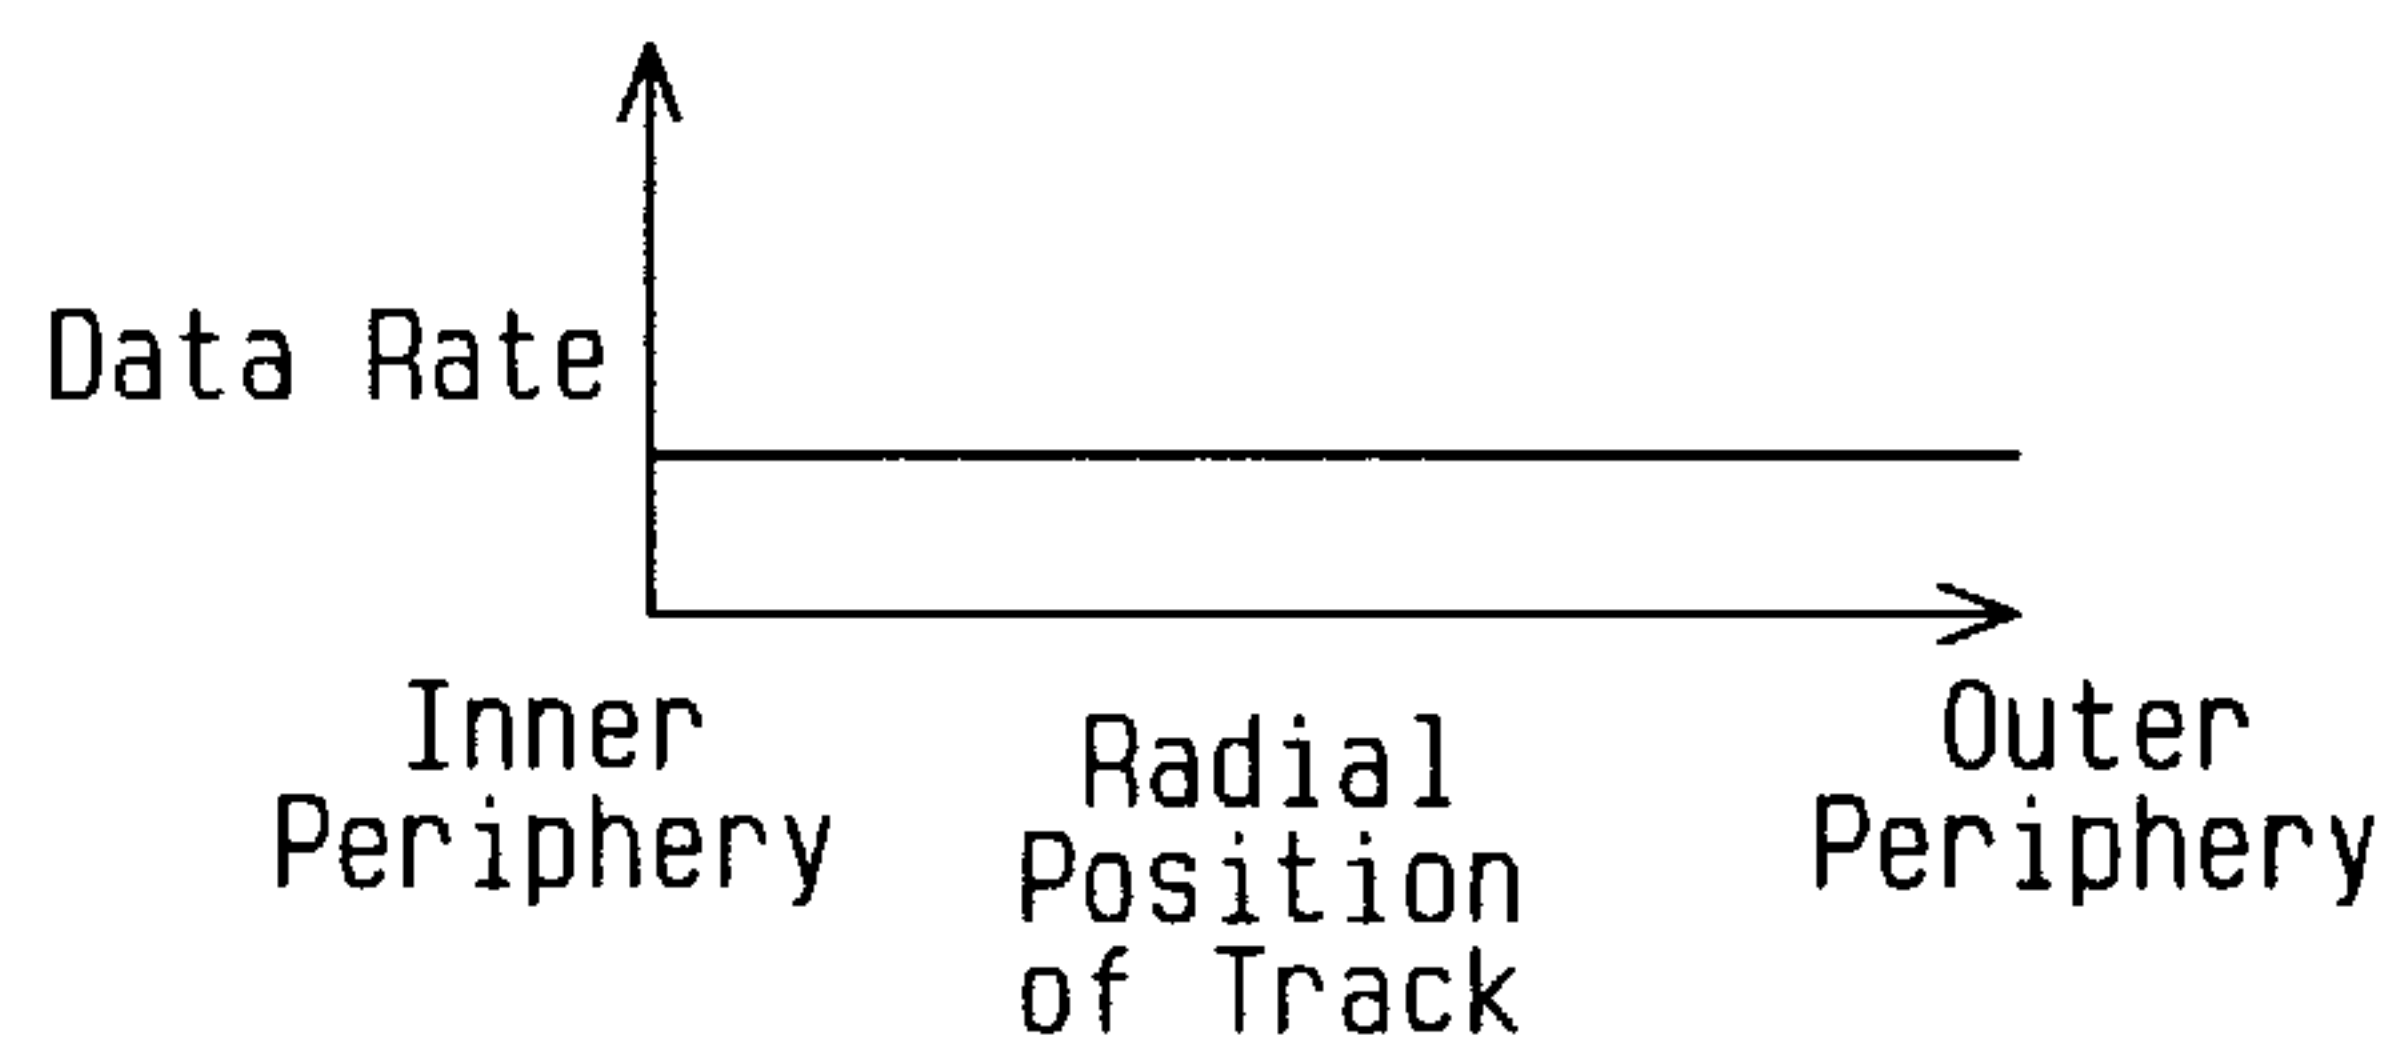 Data Rate
Inner
Periphery
Radial
Position
of Track
Outer
Periphery